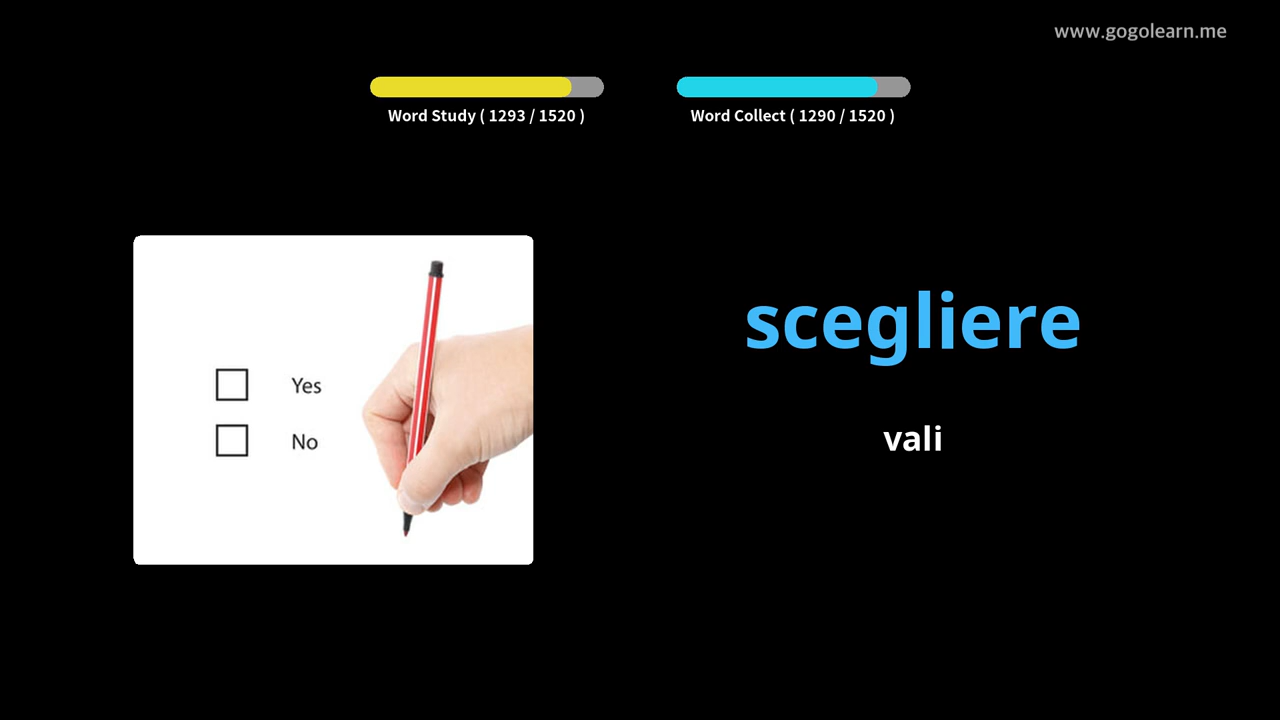 www.gogolearn.me
Word Study ( 1293 / 1520 )
Word Collect ( 1290 / 1520 )
Yes
No
scegliere
vali